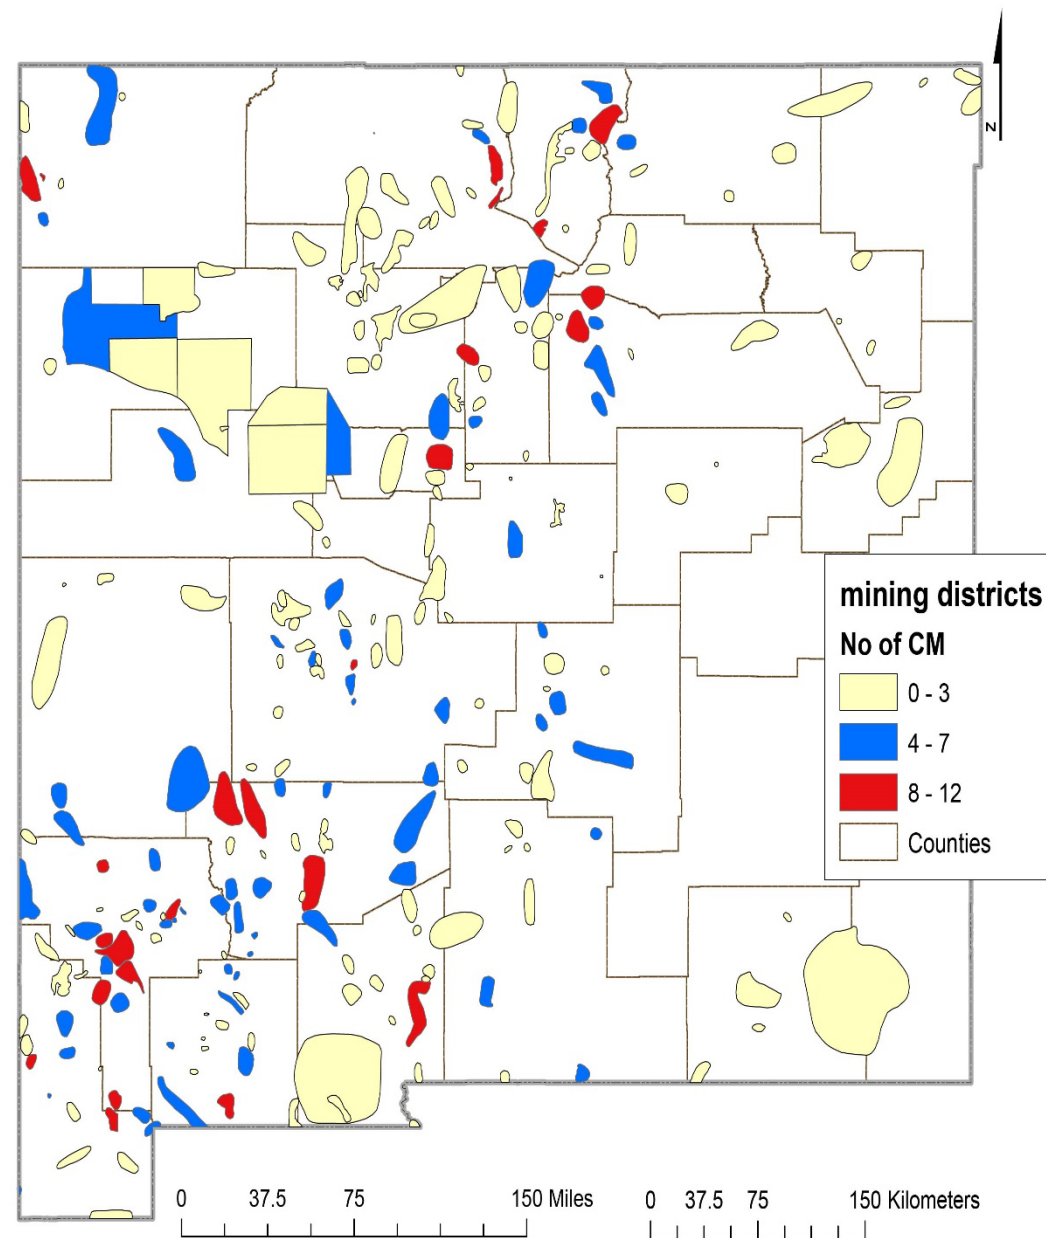 N
mining districts
No of CM
0 - 3
4 - 7
8 - 12
Counties
0 37.5 75 150 Miles
0 37.5 75 150 Kilometers